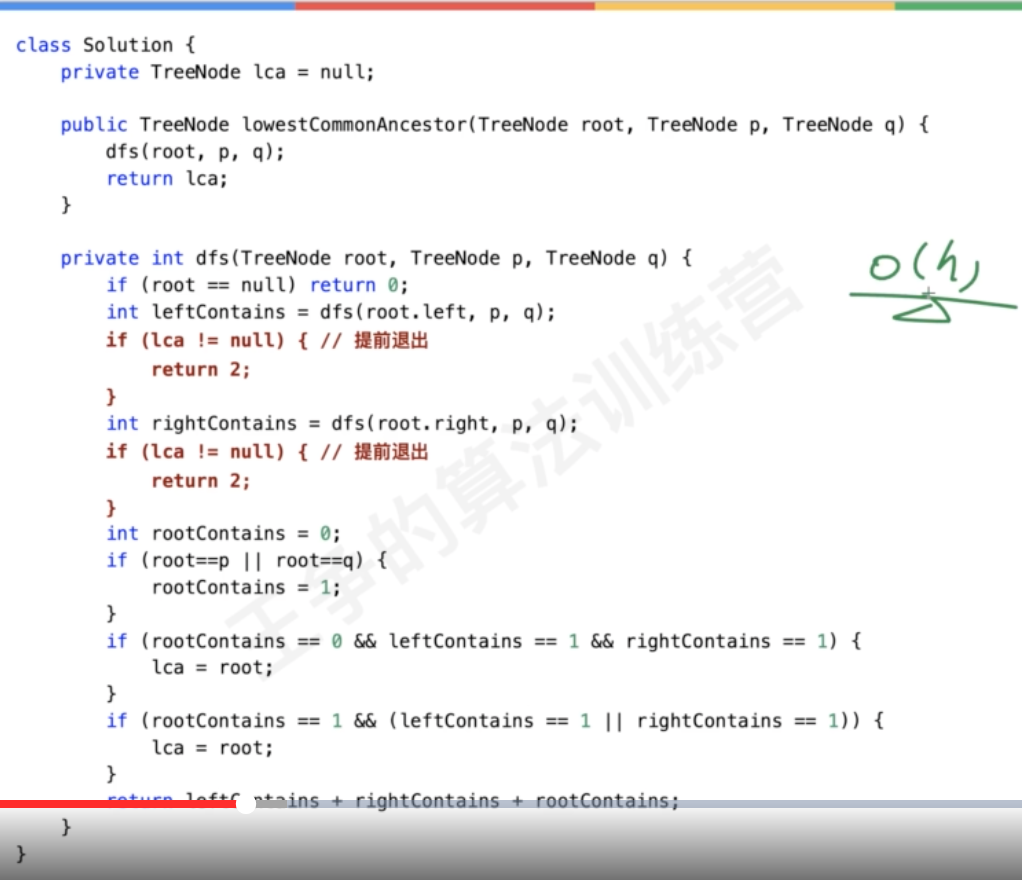 class Solution {
    private TreeNode lca = null;
    public TreeNode lowestCommonAncestor(TreeNode root, TreeNode p, TreeNode q) {
        dfs(root, p, q);
        return lca;
    }
    private int dfs(TreeNode root, TreeNode p, TreeNode q) {
        if (root == null) return 0;
        int leftContains = dfs(root.left, p, q);
        if (lca != null) { // 提前退出
            return 2;
        }
        int rightContains = dfs(root.right, p, q);
        if (lca != null) { // 提前退出
            return 2;
        }
        int rootContains = 0;
        if (root==p || root==q) {
            rootContains = 1;
        }
        if (rootContains == 0 && leftContains == 1 && rightContains == 1) {
            lca = root;
        }
        if (rootContains == 1 && (leftContains == 1 || rightContains == 1)) {
            lca = root;
        }
        return leftContains + rightContains + rootContains;
    }
}
O(h)
王争的算法训练营